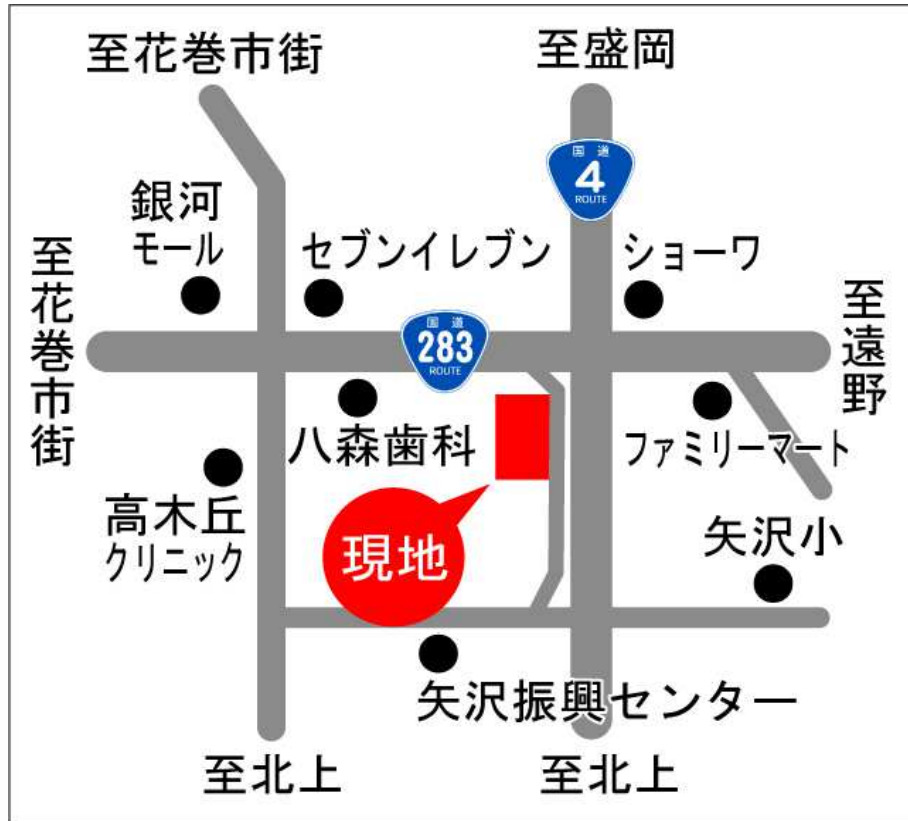 至花巻市街
至盛岡
国道
4
ROUTE
銀河
モール
セブンイレブン
ショーワ
至花巻市街
国道
283
ROUTE
至遠野
八森歯科
ファミリーマート
高木丘
クリニック
現地
矢沢小
矢沢振興センター
至北上
至北上